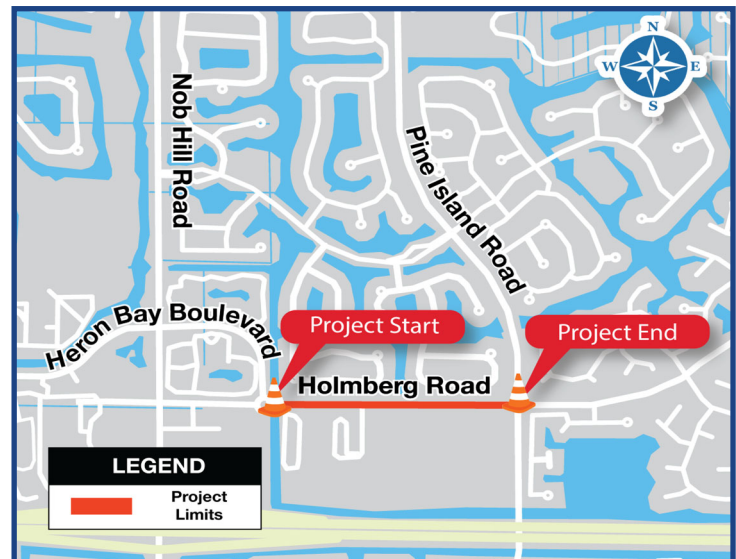 N
W E
S
Nob Hill Road
Pine Island Road
Heron Bay Boulevard
Project Start
Project End
Holmberg Road
LEGEND
Project
Limits